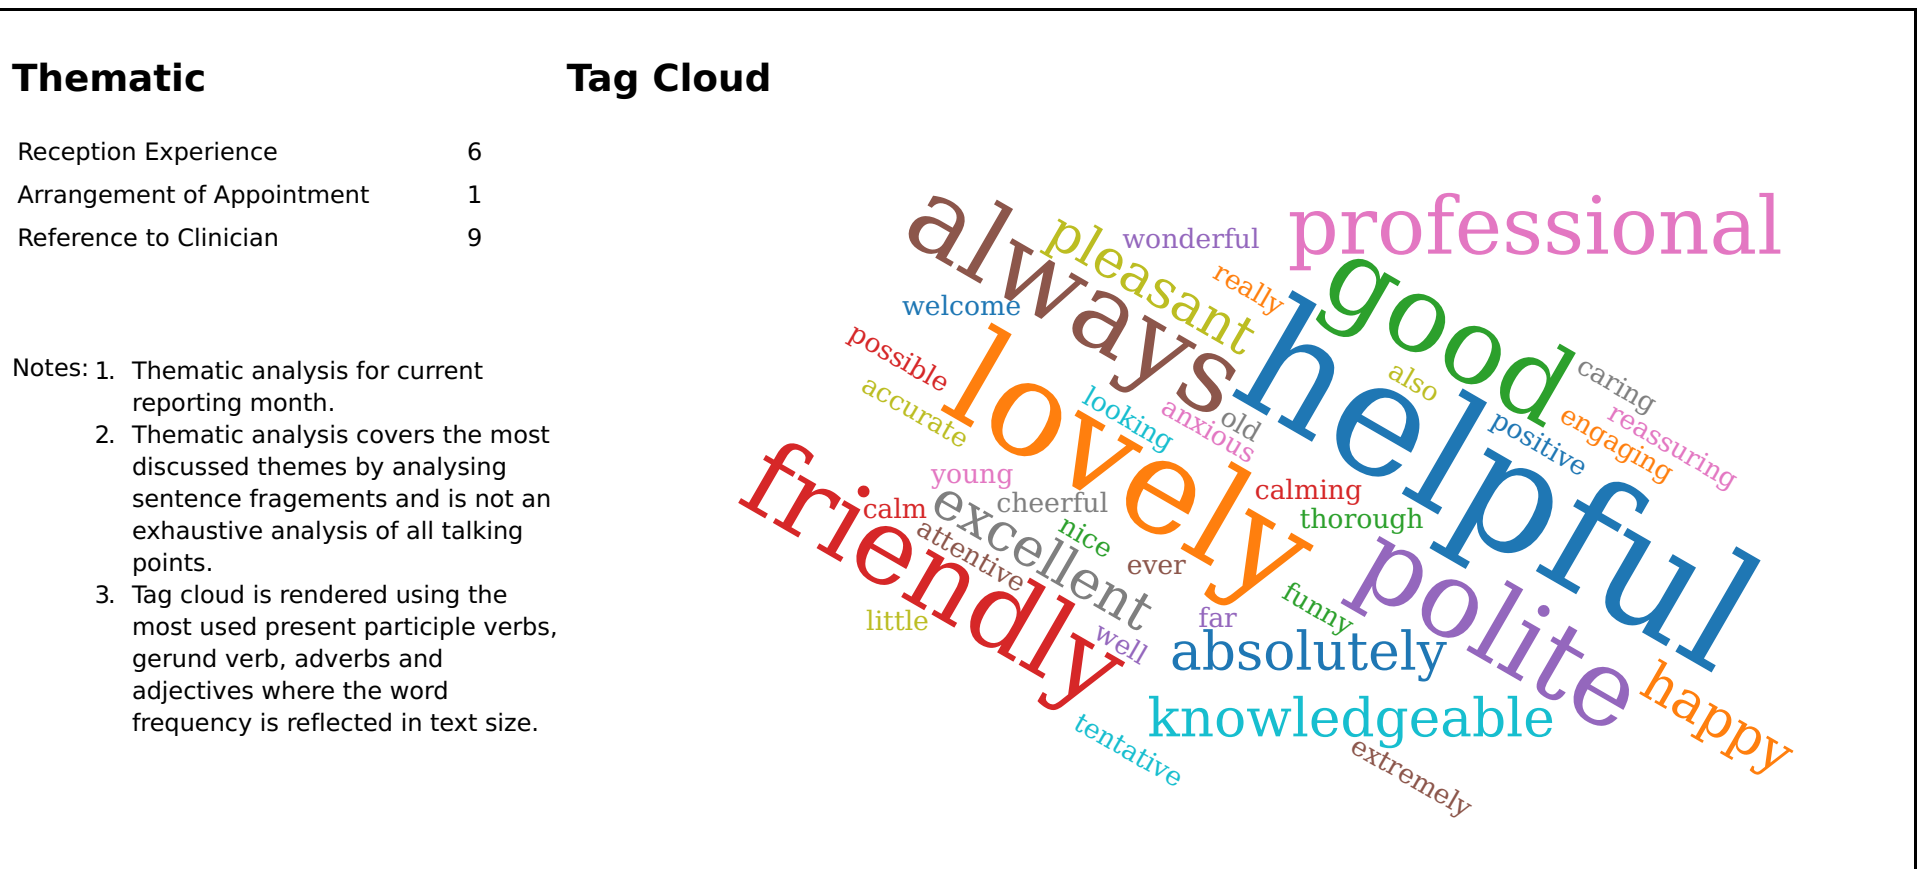 Thematic
Tag Cloud
Reception Experience 6
Arrangement of Appointment 1
Reference to Clinician 9
Notes: 1. Thematic analysis for current
reporting month.
2. Thematic analysis covers the most
discussed themes by analysing
sentence fragements and is not an
exhaustive analysis of all talking
points.
3. Tag cloud is rendered using the
most used present participle verbs,
gerund verb, adverbs and
adjectives where the word
frequency is reflected in text size.
always
pleasant
wonderful
professional
really
good
welcome
helpful
possible
lovely
also
caring
accurate
looking
anxious
old
positive
engaging
reassuring
friendly
young
calm
excellent
cheerful
calming
thorough
attentive
nice
ever
polite
little
well
far
funny
absolutely
happy
knowledgeable
tentative
extremely